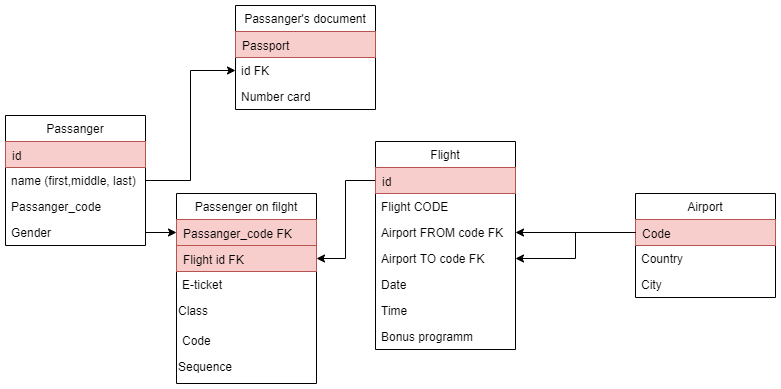 Passanger's document
Passport
id FK
Number card
Passanger
id
name (first,middle, last)
Passanger_code
Gender
Passenger on flight
Passanger_code FK
Flight id FK
E-ticket
Class
Code
Sequence
Flight
id
Flight CODE
Airport FROM code FK
Airport TO code FK
Date
Time
Bonus programm
Airport
Code
Country
City